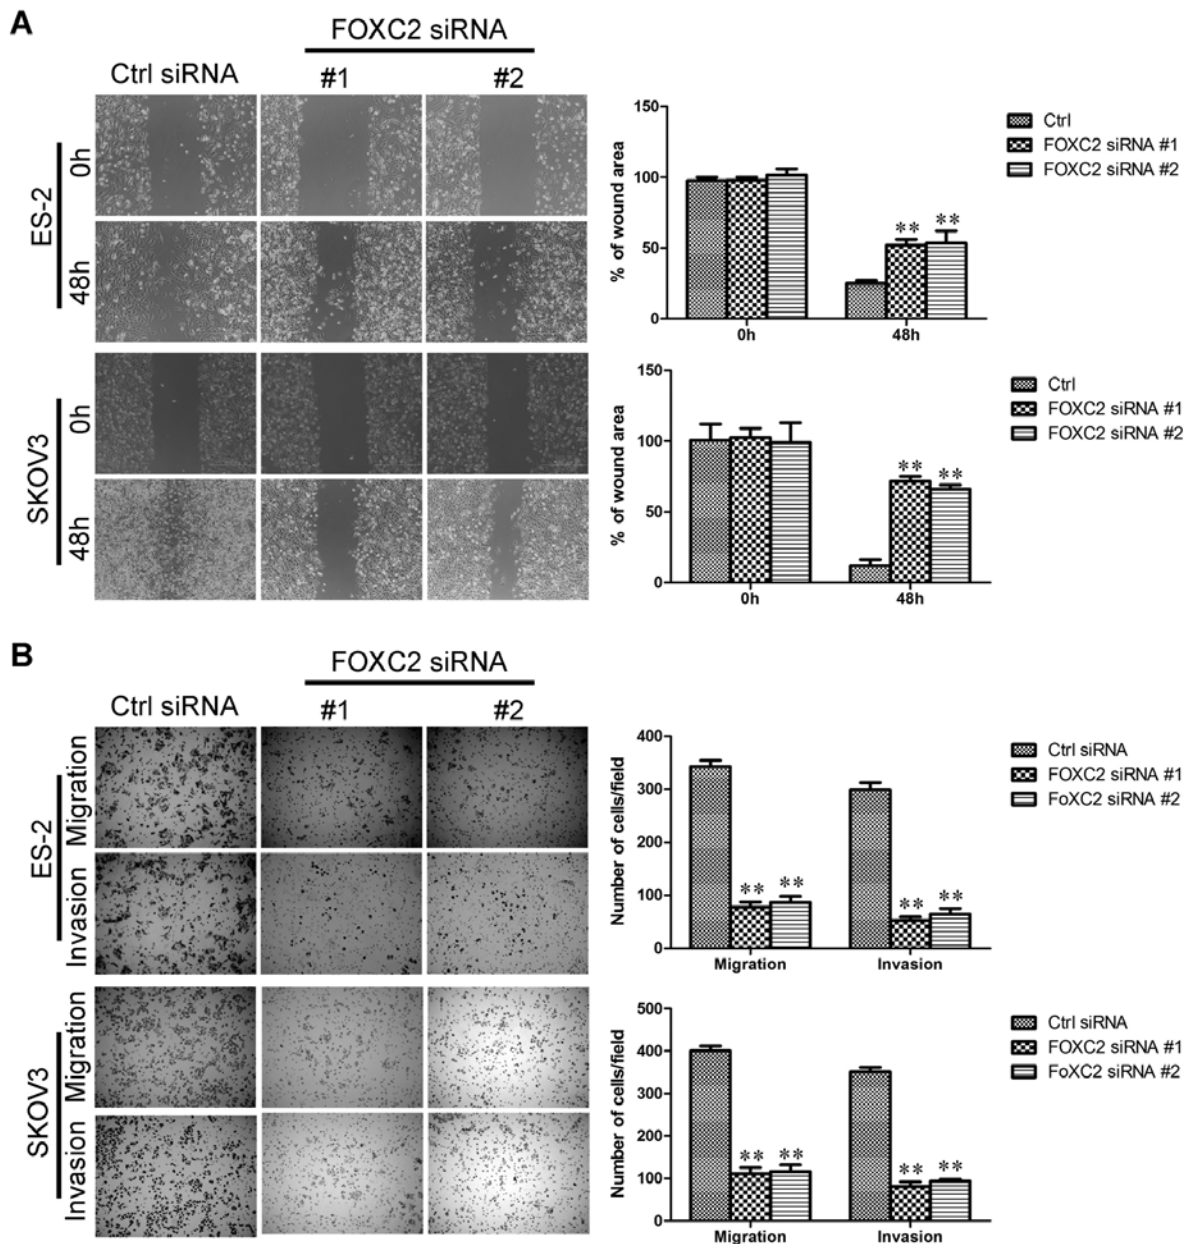 A
FOXC2 siRNA
Ctrl siRNA #1 #2
ES-2
0h
48h
SKOV3
0h
48h
% of wound area
150
100
50
0
** **
0h 48h
Ctrl
FOXC2 siRNA #1
FOXC2 siRNA #2
% of wound area
150
100
50
0
** **
0h 48h
Ctrl
FOXC2 siRNA #1
FOXC2 siRNA #2
B
FOXC2 siRNA
Ctrl siRNA #1 #2
ES-2
Migration
Invasion
SKOV3
Migration
Invasion
Number of cells/field
400
300
200
100
0
** ** ** **
Migration Invasion
Ctrl siRNA
FOXC2 siRNA #1
FoXC2 siRNA #2
Number of cells/field
500
400
300
200
100
0
** ** ** **
Migration Invasion
Ctrl siRNA
FOXC2 siRNA #1
FoXC2 siRNA #2